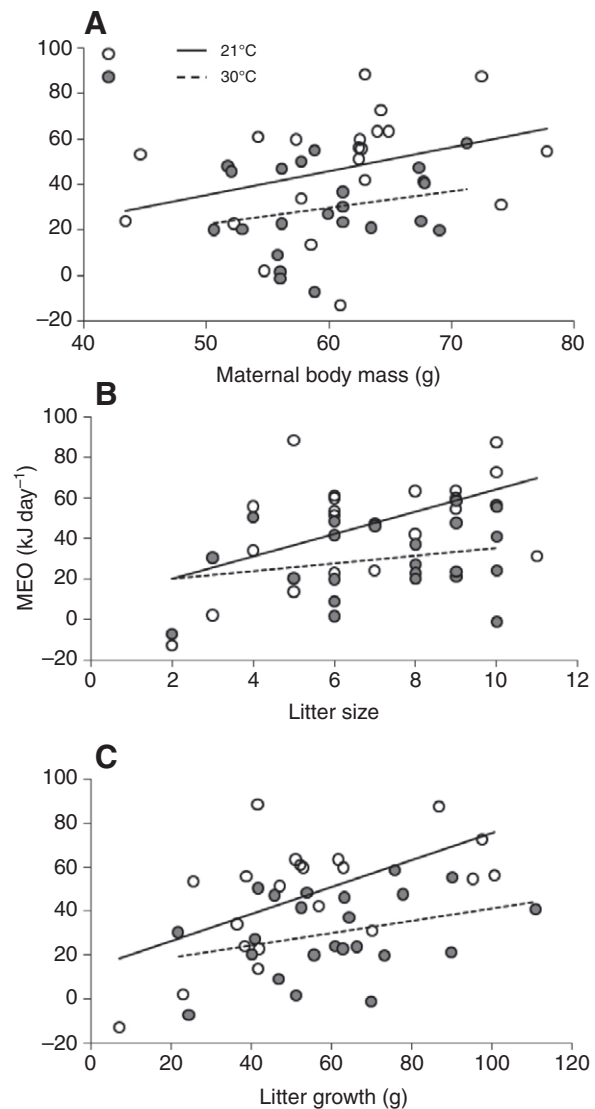 A
100
80
60
40
20
0
–20
21°C
30°C
40 50 60 70 80
Maternal body mass (g)
B
100
80
60
40
20
0
–20
MEO (kJ day–1)
0 2 4 6 8 10 12
Litter size
C
100
80
60
40
20
0
–20
0 20 40 60 80 100 120
Litter growth (g)